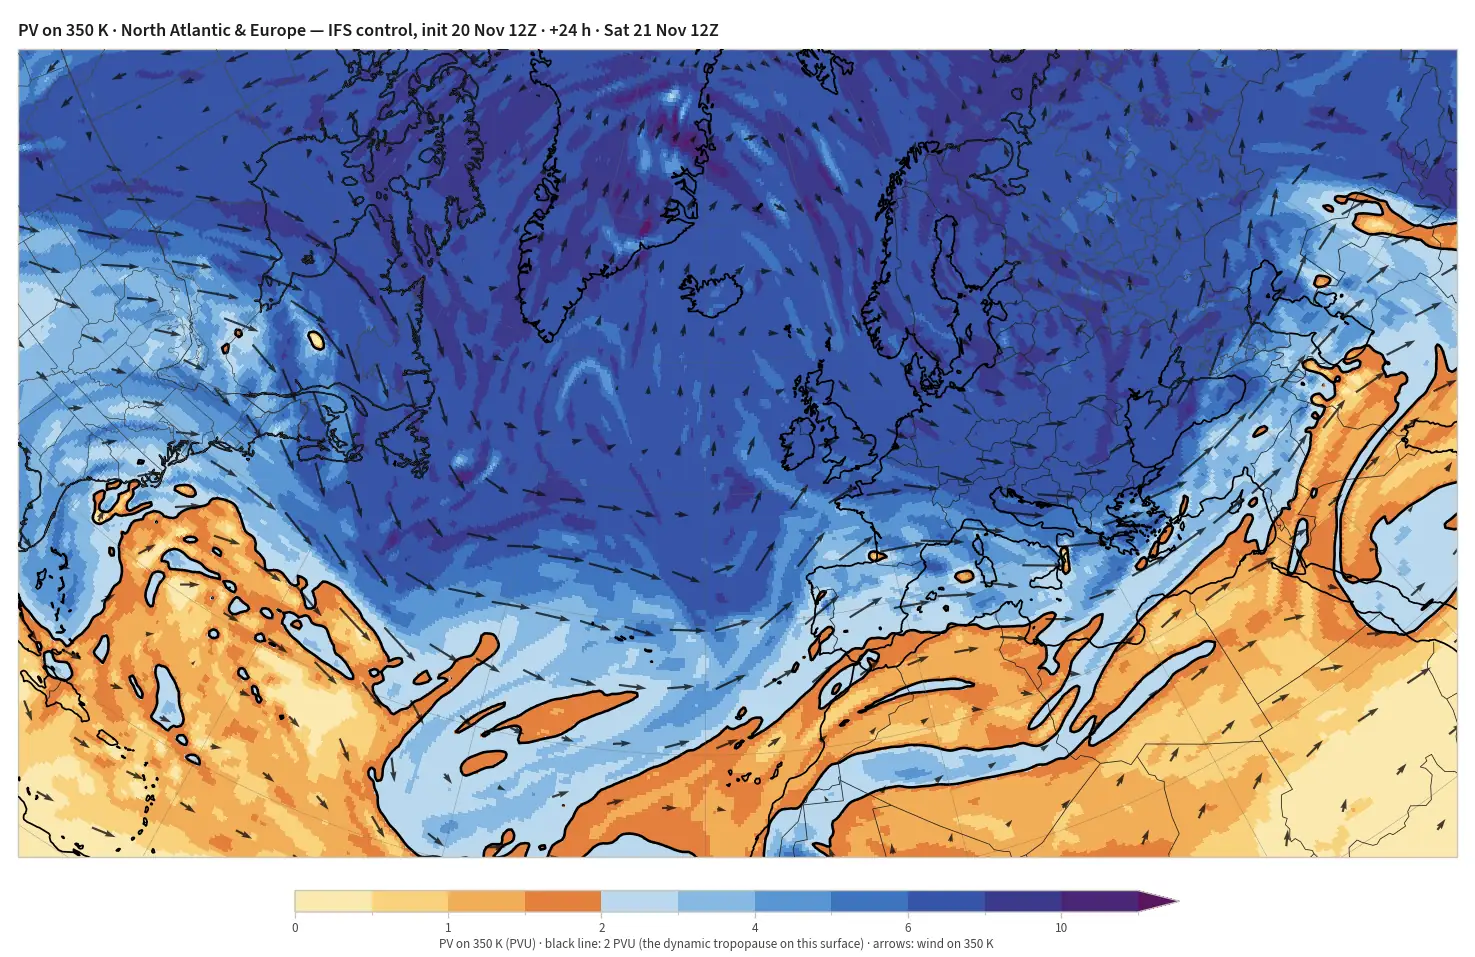 PV on 350 K · North Atlantic & Europe — IFS control, init 20 Nov 12Z · +24 h · Sat 21 Nov 12Z
0 1 2 4 6 10
PV on 350 K (PVU) · black line: 2 PVU (the dynamic tropopause on this surface) · arrows: wind on 350 K